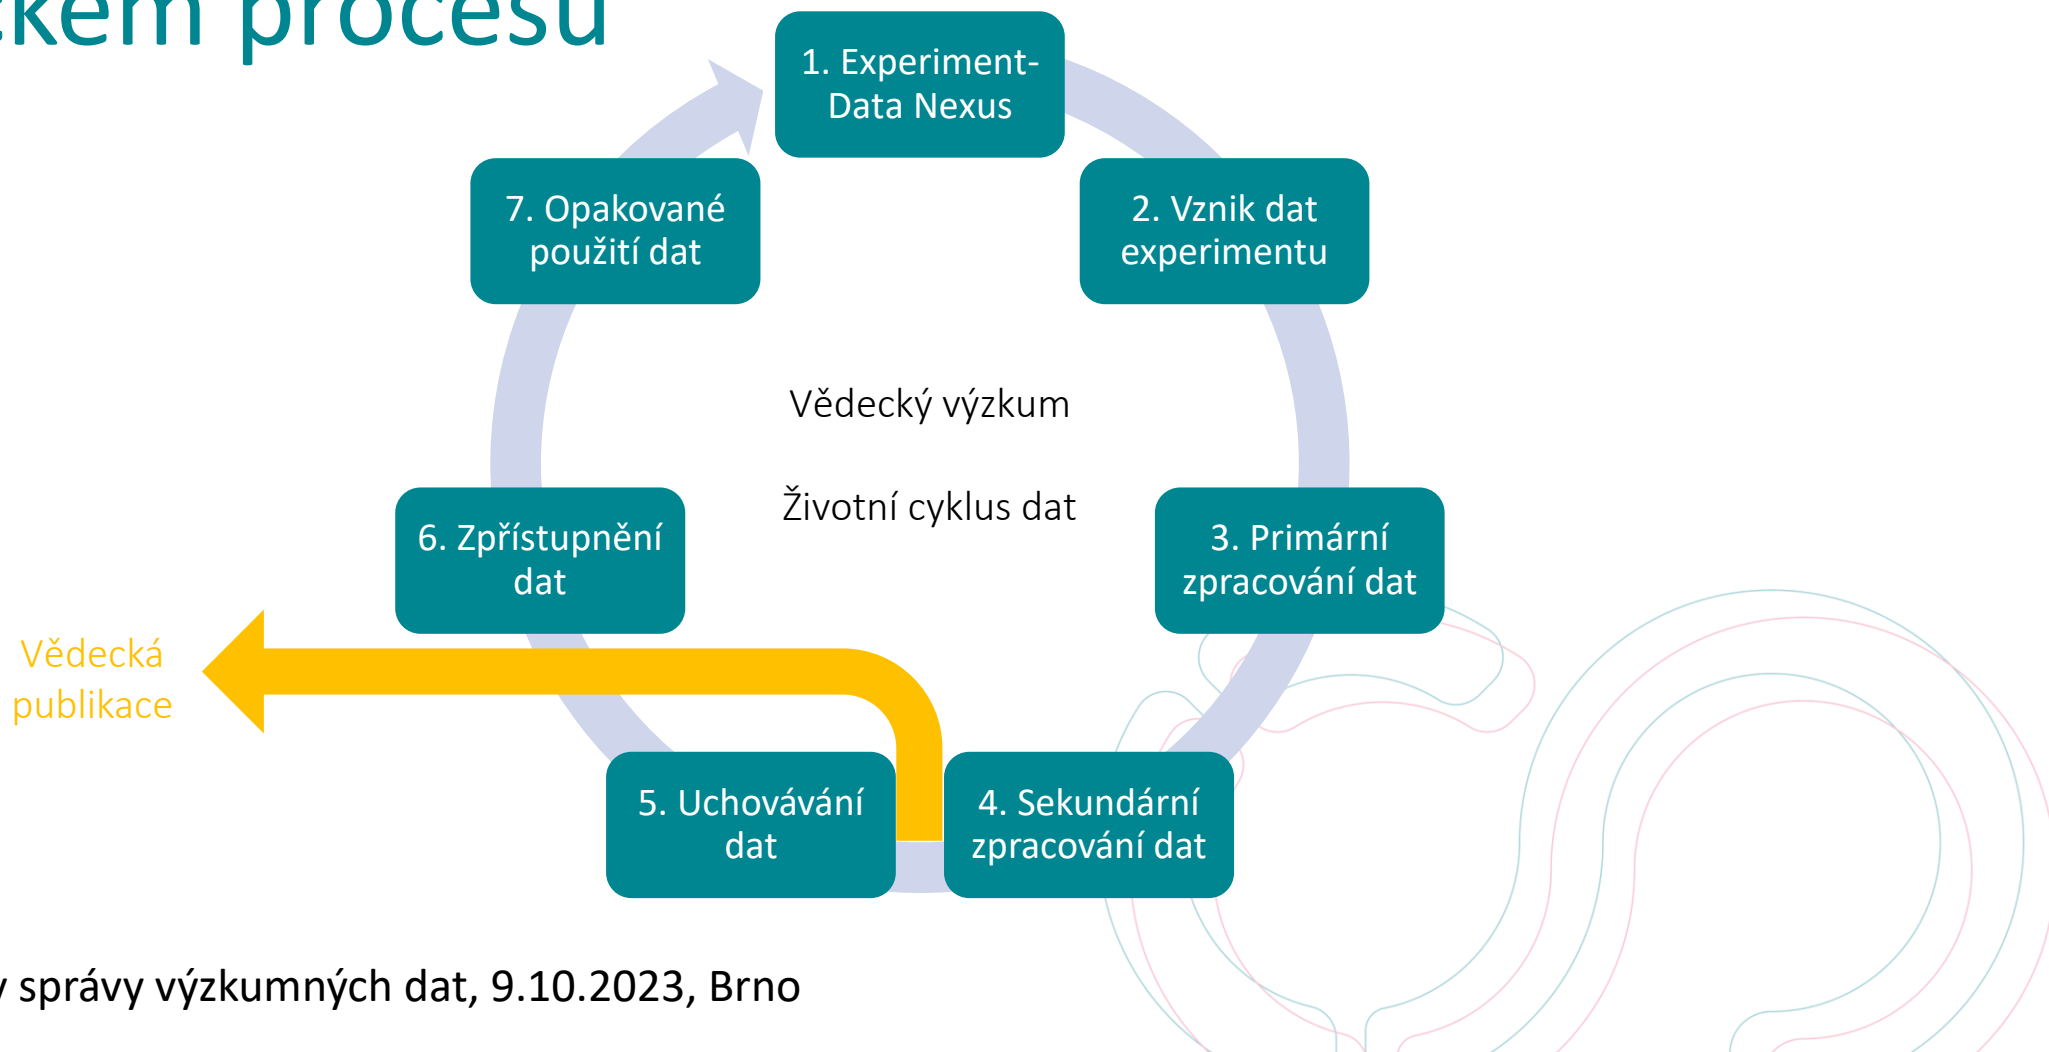 procesu
1. Experiment-
Data Nexus
2. Vznik dat
experimentu
3. Primární
zpracování dat
4. Sekundární
zpracování dat
5. Uchovávání
dat
6. Zpřístupnění
dat
7. Opakované
použití dat
Vědecký výzkum
Životní cyklus dat
Vědecká
publikace
správy výzkumných dat, 9.10.2023, Brno